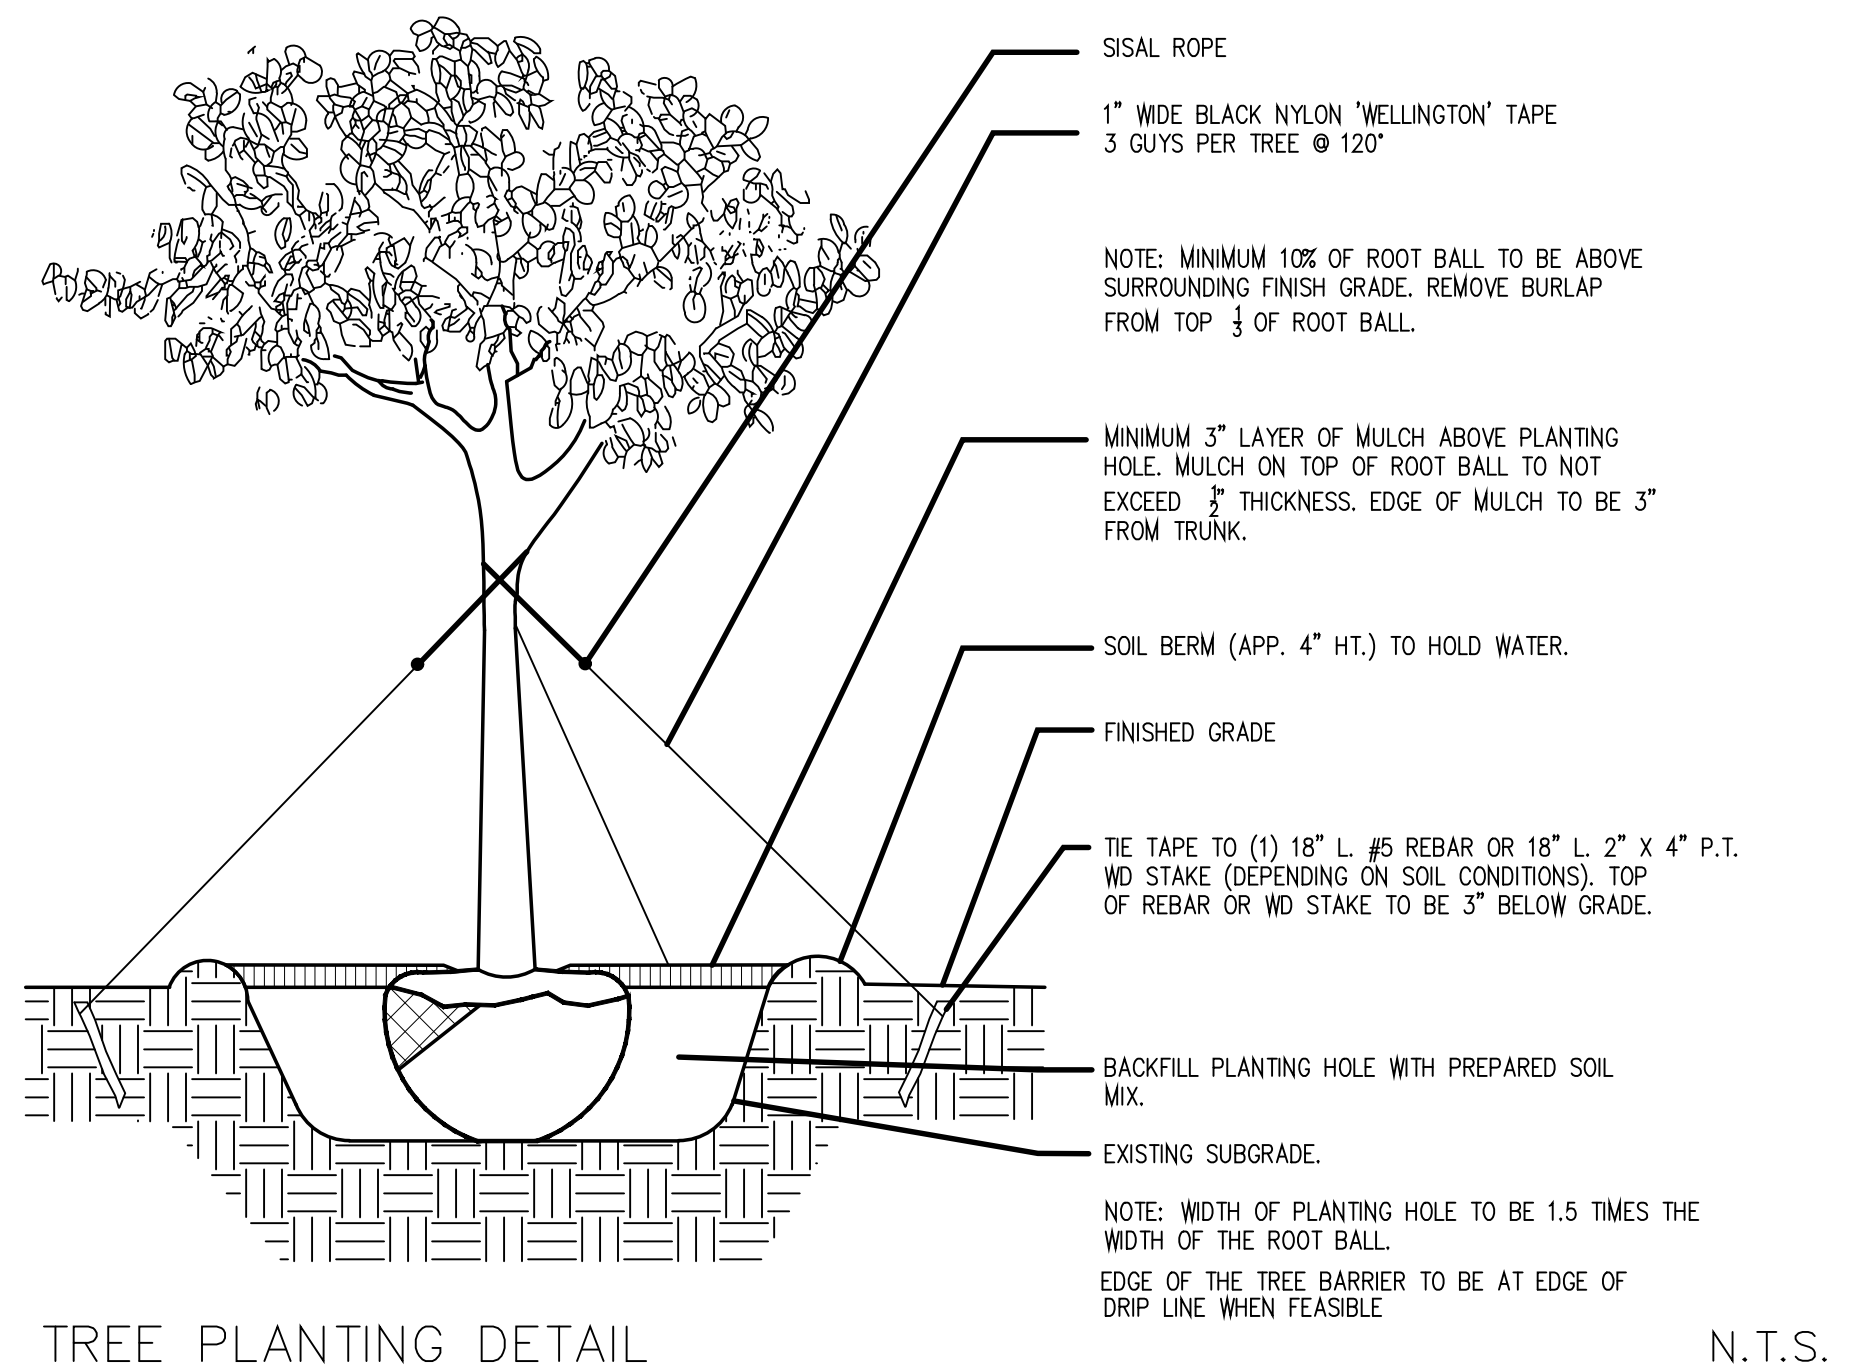 SISAL ROPE
1" WIDE BLACK NYLON 'WELLINGTON' TAPE
3 GUYS PER TREE @ 120°
NOTE: MINIMUM 10% OF ROOT BALL TO BE ABOVE
SURROUNDING FINISH GRADE. REMOVE BURLAP
FROM TOP 1/3 OF ROOT BALL.
MINIMUM 3" LAYER OF MULCH ABOVE PLANTING
HOLE. MULCH ON TOP OF ROOT BALL TO NOT
EXCEED 1/2" THICKNESS. EDGE OF MULCH TO BE 3"
FROM TRUNK.
SOIL BERM (APP. 4" HT.) TO HOLD WATER.
FINISHED GRADE
TIE TAPE TO (1) 18" L. #5 REBAR OR 18" L. 2" X 4" P.T.
WD STAKE (DEPENDING ON SOIL CONDITIONS). TOP
OF REBAR OR WD STAKE TO BE 3" BELOW GRADE.
BACKFILL PLANTING HOLE WITH PREPARED SOIL
MIX.
EXISTING SUBGRADE.
NOTE: WIDTH OF PLANTING HOLE TO BE 1.5 TIMES THE
WIDTH OF THE ROOT BALL.
EDGE OF THE TREE BARRIER TO BE AT EDGE OF
DRIP LINE WHEN FEASIBLE
TREE PLANTING DETAIL
N.T.S.